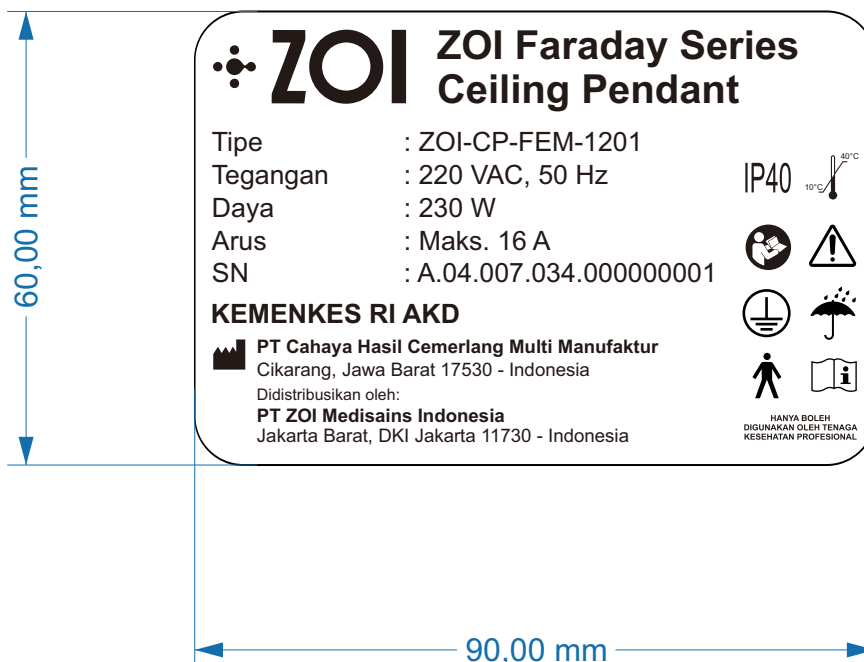 ZOI
ZOI Faraday Series
Ceiling Pendant
Tipe : ZOI-CP-FEM-1201
Tegangan : 220 VAC, 50 Hz
Daya : 230 W
Arus : Maks. 16 A
SN : A.04.007.034.000000001
KEMENKES RI AKD
PT Cahaya Hasil Cemerlang Multi Manufaktur
Cikarang, Jawa Barat 17530 - Indonesia
Didistribusikan oleh:
PT ZOI Medisains Indonesia
Jakarta Barat, DKI Jakarta 11730 - Indonesia
IP40
40°C
10°C
i
HANYA BOLEH
DIGUNAKAN OLEH TENAGA
KESEHATAN PROFESIONAL
60,00 mm
90,00 mm